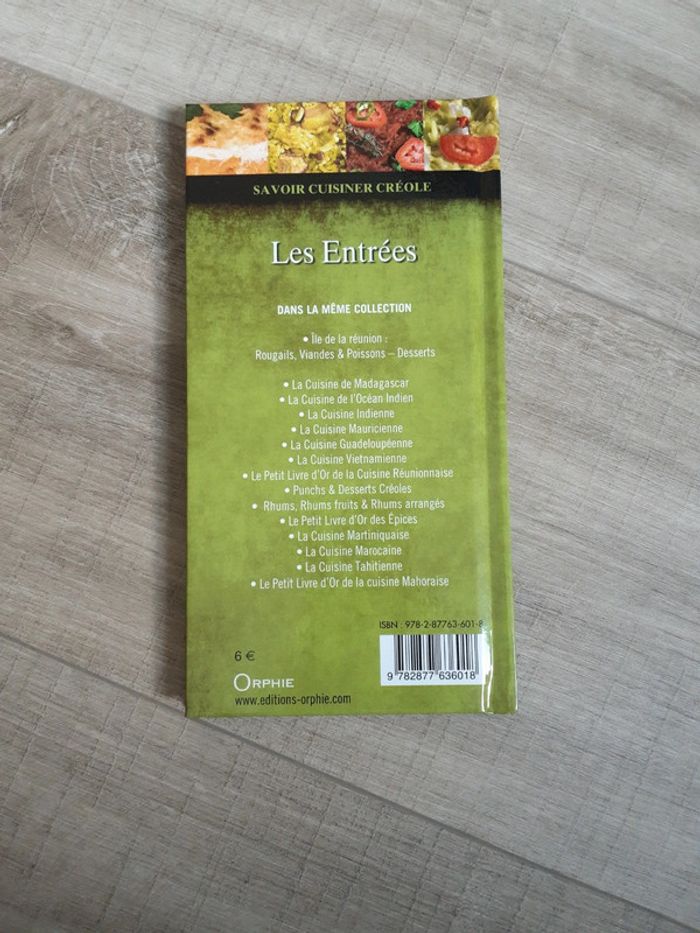 SAVOIR CUISINER CRÉOLE
Les Entrées
DANS LA MÊME COLLECTION
• Île de la réunion :
Rougails, Viandes & Poissons – Desserts
• La Cuisine de Madagascar
• La Cuisine de l'Océan Indien
• La Cuisine Indienne
• La Cuisine Mauricienne
• La Cuisine Guadeloupéenne
• La Cuisine Vietnamienne
• Le Petit Livre d'Or de la Cuisine Réunionnaise
• Punchs & Desserts Créoles
• Rhums, Rhums fruits & Rhums arrangés
• Le Petit Livre d'Or des Épices
• La Cuisine Martiniquaise
• La Cuisine Marocaine
• La Cuisine Tahitienne
• Le Petit Livre d'Or de la cuisine Mahoraise
ISBN : 978-2-87763-601-8
6 €
9 782877 636018
ORPHIE
www.editions-orphie.com